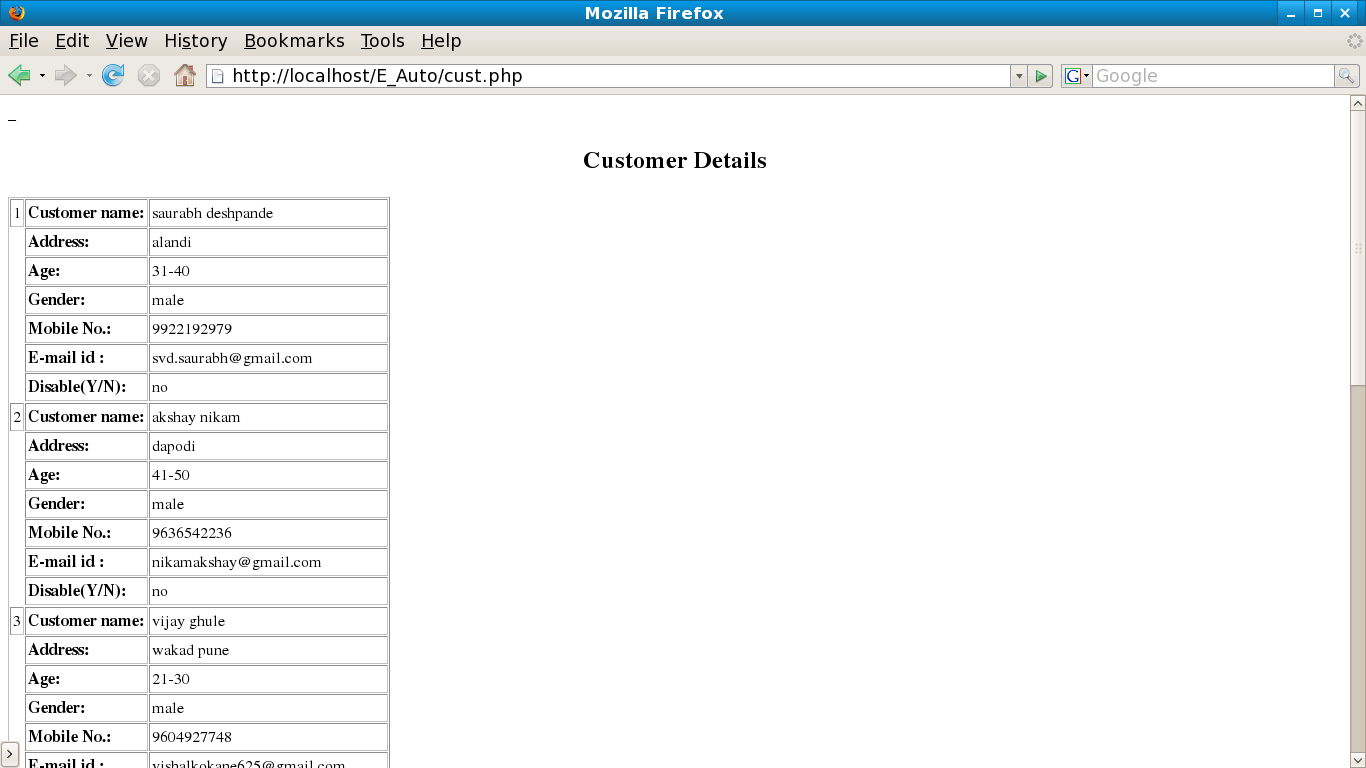 Mozilla Firefox
File Edit View History Bookmarks Tools Help
http://localhost/E_Auto/cust.php
G Google
Customer Details
1 Customer name: saurabh deshpande
Address: alandi
Age: 31-40
Gender: male
Mobile No.: 9922192979
E-mail id : svd.saurabh@gmail.com
Disable(Y/N): no
2 Customer name: akshay nikam
Address: dapodi
Age: 41-50
Gender: male
Mobile No.: 9636542236
E-mail id : nikamakshay@gmail.com
Disable(Y/N): no
3 Customer name: vijay ghule
Address: wakad pune
Age: 21-30
Gender: male
Mobile No.: 9604927748
E-mail id : vishalkokane625@gmail.com